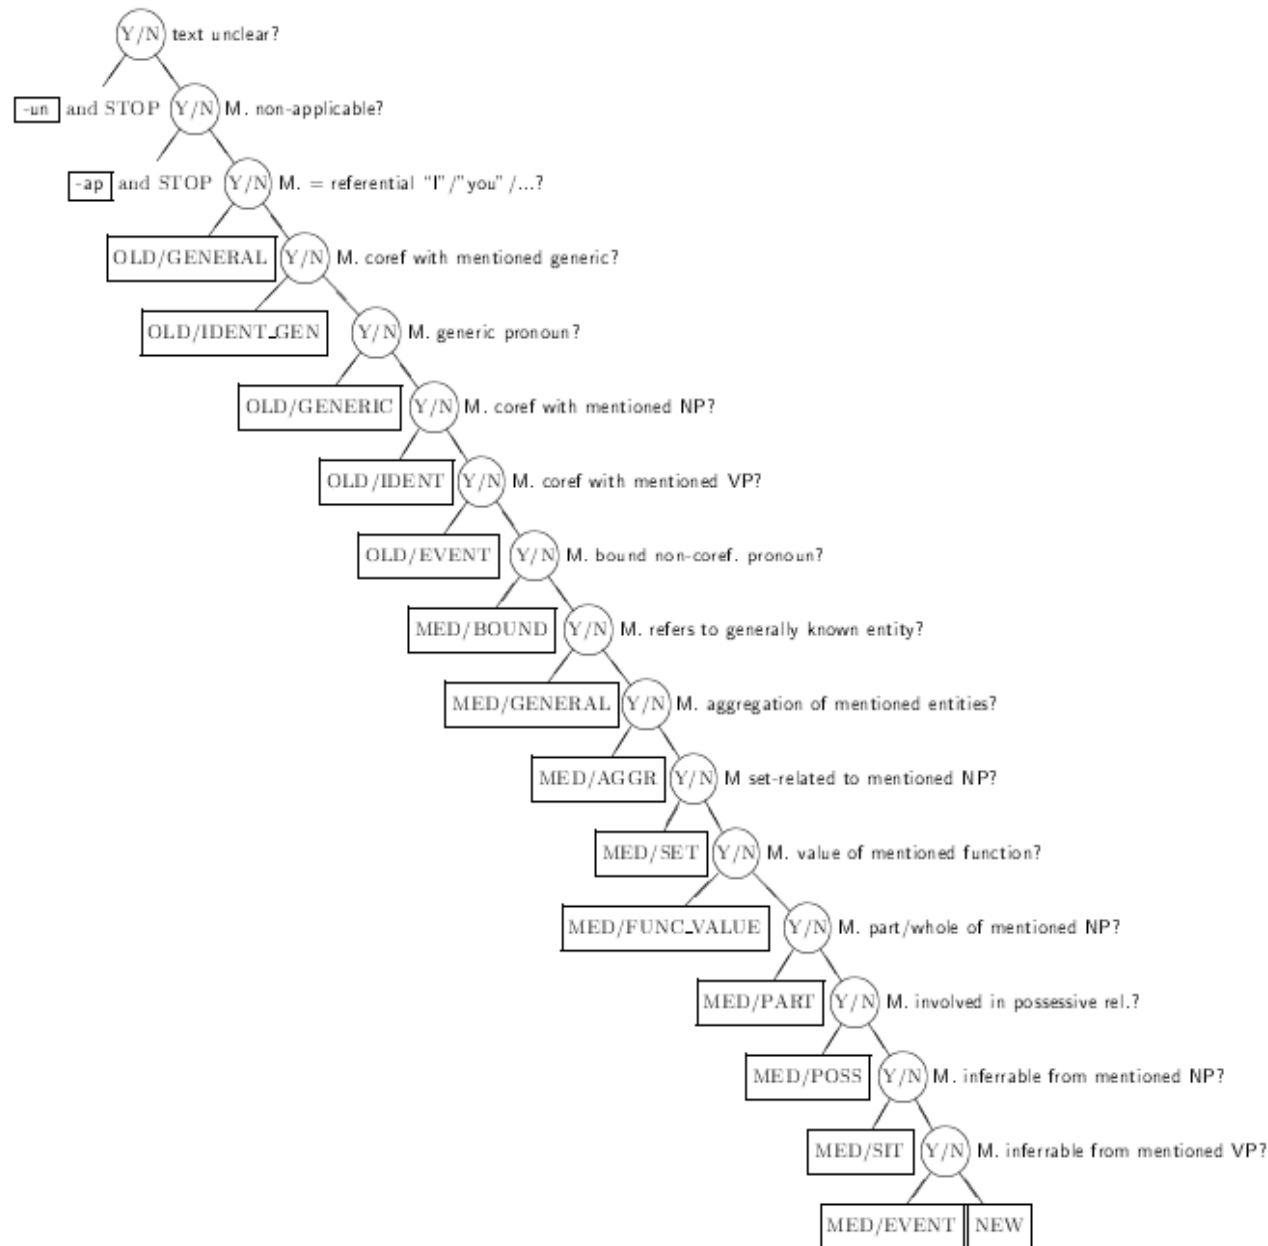 Y/N text unclear?
-un and STOP Y/N M. non-applicable?
-ap and STOP Y/N M. = referential "I"/"you"/...?
OLD/GENERAL Y/N M. coref with mentioned generic?
OLD/IDENT_GEN Y/N M. generic pronoun?
OLD/GENERIC Y/N M. coref with mentioned NP?
OLD/IDENT Y/N M. coref with mentioned VP?
OLD/EVENT Y/N M. bound non-coref. pronoun?
MED/BOUND Y/N M. refers to generally known entity?
MED/GENERAL Y/N M. aggregation of mentioned entities?
MED/AGGR Y/N M set-related to mentioned NP?
MED/SET Y/N M. value of mentioned function?
MED/FUNC_VALUE Y/N M. part/whole of mentioned NP?
MED/PART Y/N M. involved in possessive rel.?
MED/POSS Y/N M. inferrable from mentioned NP?
MED/SIT Y/N M. inferrable from mentioned VP?
MED/EVENT NEW